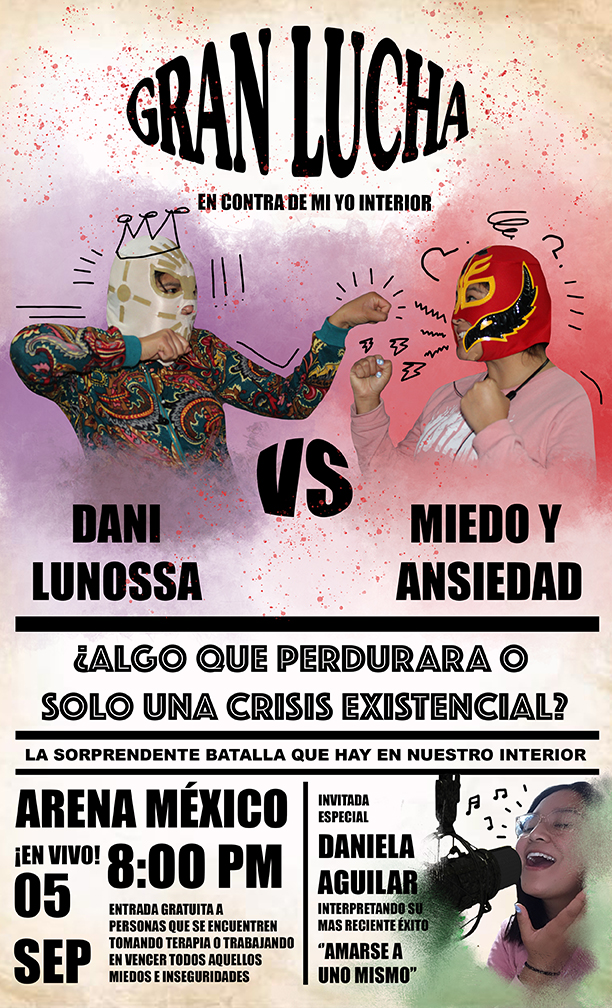 GRAN LUCHA
EN CONTRA DE MI YO INTERIOR
VS
DANI
LUNOSSA
MIEDO Y
ANSIEDAD
¿ALGO QUE PERDURARA O
SOLO UNA CRISIS EXISTENCIAL?
LA SORPRENDENTE BATALLA QUE HAY EN NUESTRO INTERIOR
ARENA MÉXICO
¡EN VIVO!
8:00 PM
05
SEP
ENTRADA GRATUITA A
PERSONAS QUE SE ENCUENTREN
TOMANDO TERAPIA O TRABAJANDO
EN VENCER TODOS AQUELLOS
MIEDOS E INSEGURIDADES
INVITADA
ESPECIAL
DANIELA
AGUILAR
INTERPRETANDO SU
MAS RECIENTE ÉXITO
“AMARSE A
UNO MISMO”